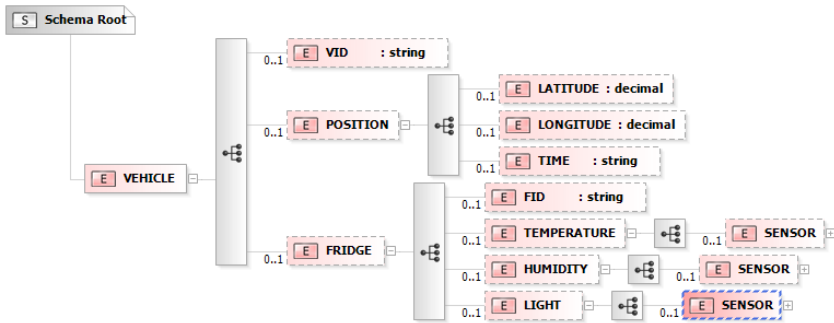 S Schema Root
E VEHICLE
0..1 E VID : string
0..1 E POSITION
0..1 E LATITUDE : decimal
0..1 E LONGITUDE : decimal
0..1 E TIME : string
0..1 E FRIDGE
0..1 E FID : string
0..1 E TEMPERATURE 0..1 E SENSOR
0..1 E HUMIDITY 0..1 E SENSOR
0..1 E LIGHT 0..1 E SENSOR